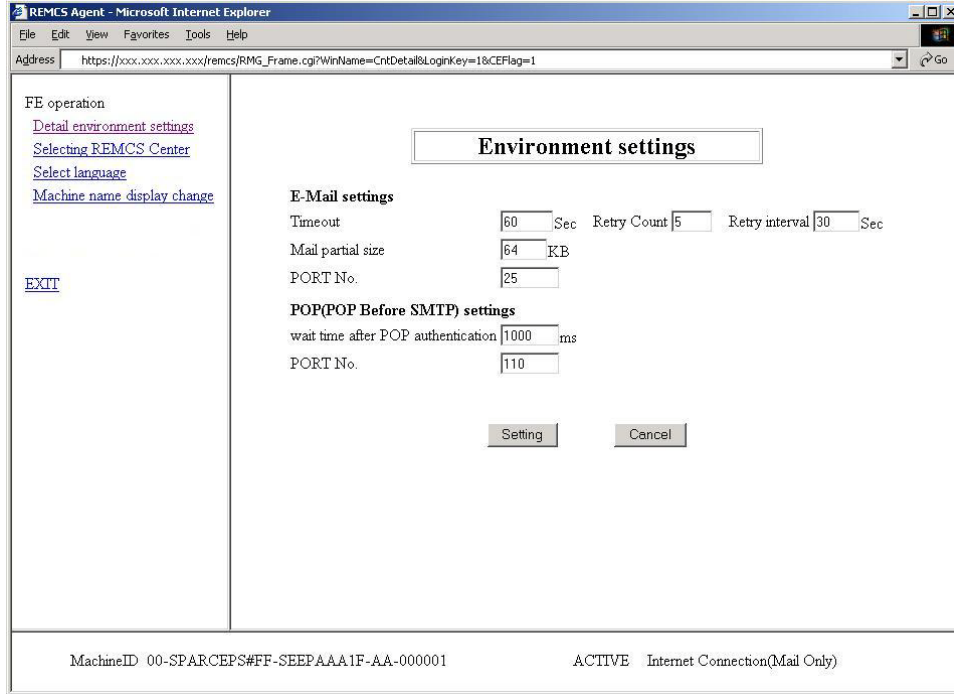 REMCS Agent - Microsoft Internet Explorer
File Edit View Favorites Tools Help
Address https://xxx.xxx.xxx.xxx/remcs/RMG_Frame.cgi?WinName=CntDetail&LoginKey=1&CEFlag=1 Go
FE operation
Detail environment settings
Selecting REMCS Center
Select language
Machine name display change
EXIT
Environment settings
E-Mail settings
Timeout 60 Sec Retry Count 5 Retry interval 30 Sec
Mail partial size 64 KB
PORT No. 25
POP(POP Before SMTP) settings
wait time after POP authentication 1000 ms
PORT No. 110
Setting Cancel
MachineID 00-SPARCEPS#FF-SEEPAAA1F-AA-000001 ACTIVE Internet Connection(Mail Only)